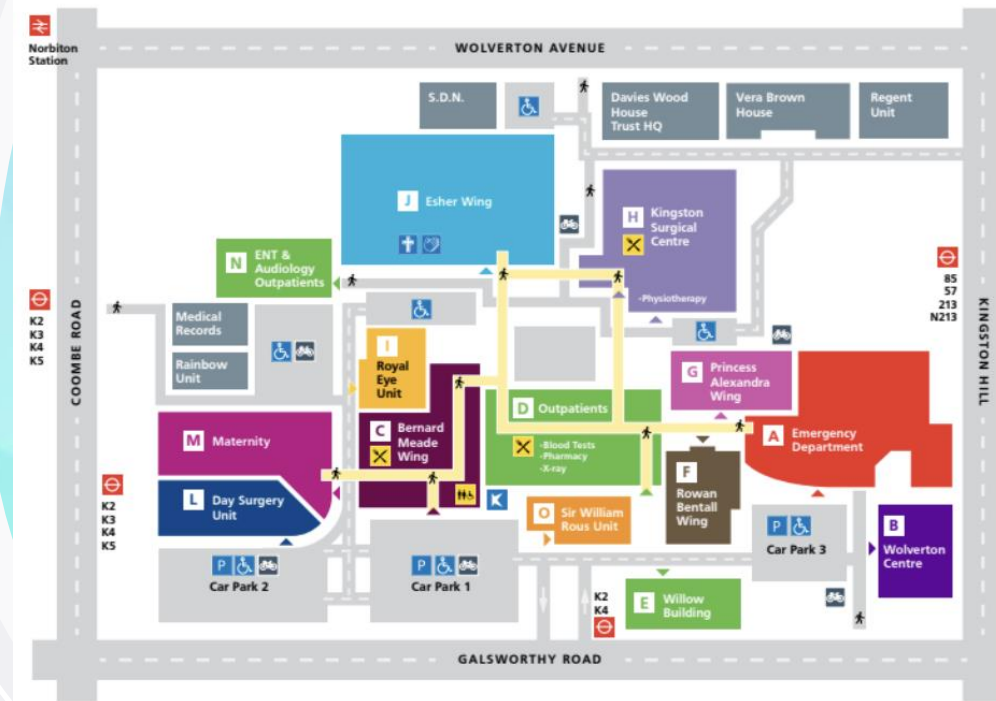 Norbiton
Station
WOLVERTON AVENUE
S.D.N.
Davies Wood
House
Trust HQ
Vera Brown
House
Regent
Unit
J Esher Wing
H Kingston
Surgical
Centre
-Physiotherapy
N ENT &
Audiology
Outpatients
85
57
213
N213
K2
K3
K4
K5
COOMBE ROAD
KINGSTON HILL
Medical
Records
Rainbow
Unit
I
Royal
Eye
Unit
G Princess
Alexandra
Wing
D Outpatients
-Blood Tests
-Pharmacy
-X-ray
C Bernard
Meade
Wing
A Emergency
Department
M Maternity
F
Rowan
Bentall
Wing
L Day Surgery
Unit
K
K2
K3
K4
K5
O Sir William
Rous Unit
B
Wolverton
Centre
P
Car Park 3
P
Car Park 2
P
Car Park 1
K2
K4
E Willow
Building
GALSWORTHY ROAD